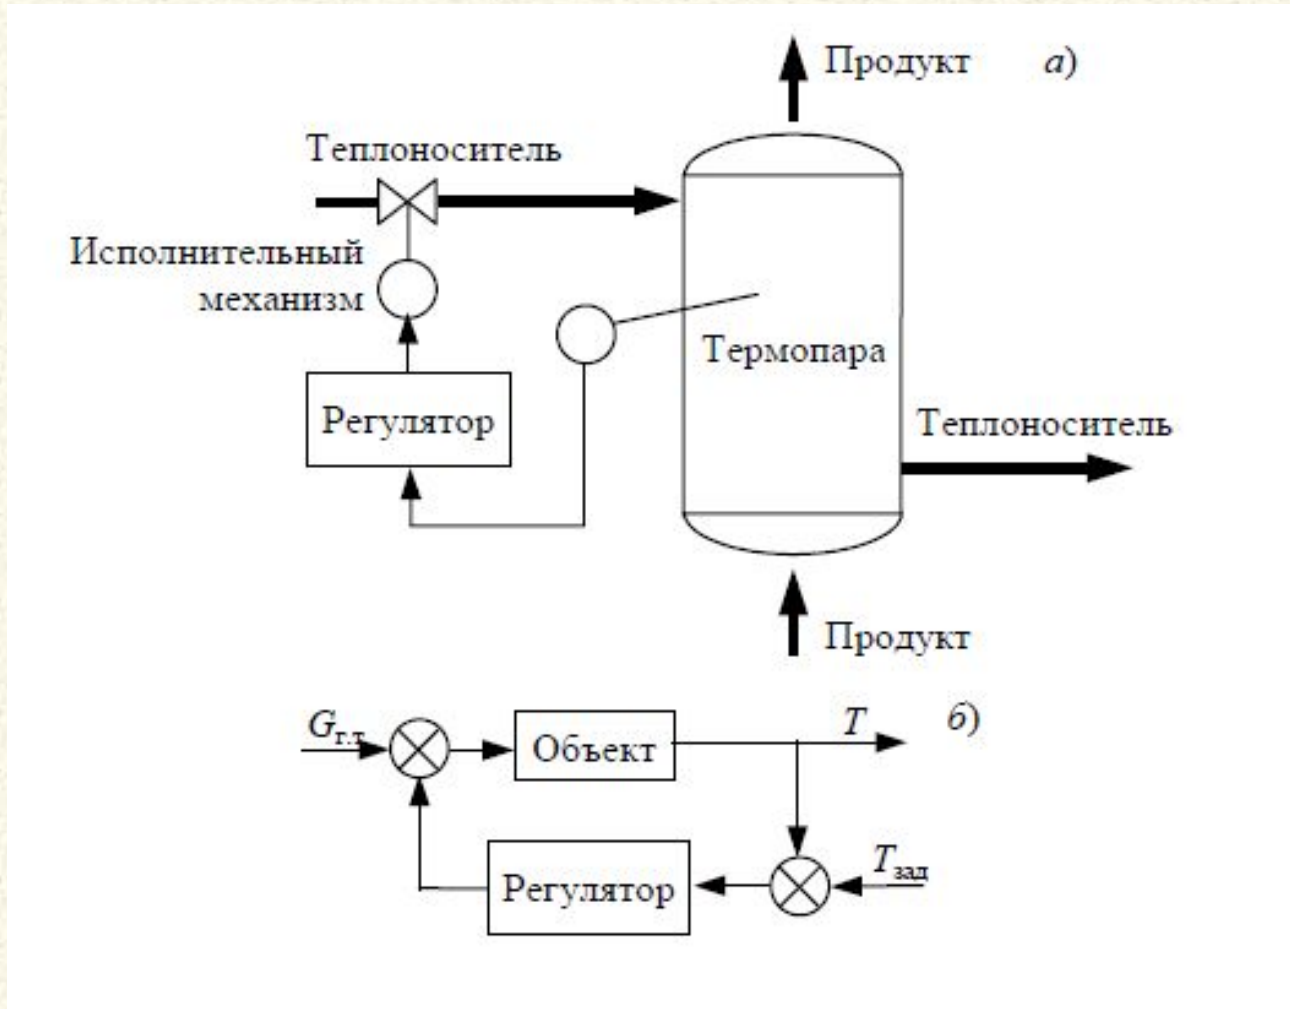 Продукт а)
Теплоноситель
Исполнительный
механизм
Термопара
Регулятор
Теплоноситель
Продукт
Gг.т T б)
Объект
Tзад
Регулятор